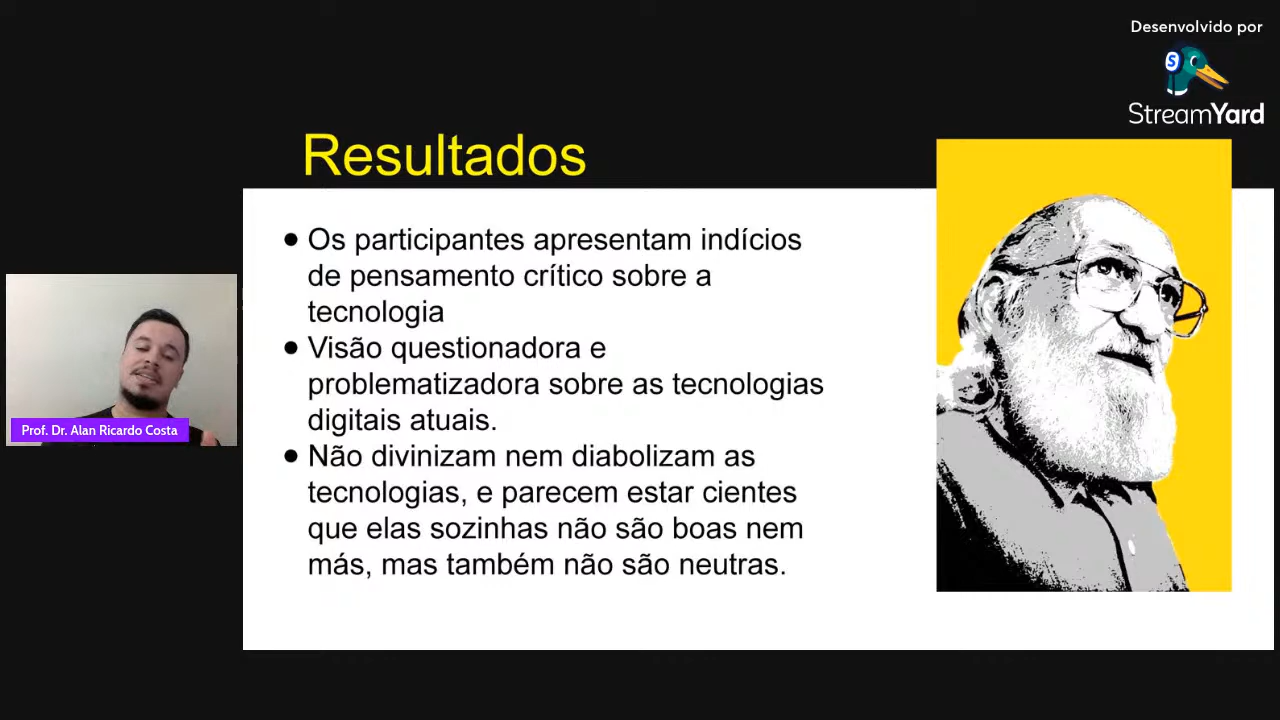 Desenvolvido por
StreamYard
Resultados
● Os participantes apresentam indícios
de pensamento crítico sobre a
tecnologia
● Visão questionadora e
problematizadora sobre as tecnologias
digitais atuais.
● Não divinizam nem diabolizam as
tecnologias, e parecem estar cientes
que elas sozinhas não são boas nem
más, mas também não são neutras.
Prof. Dr. Alan Ricardo Costa